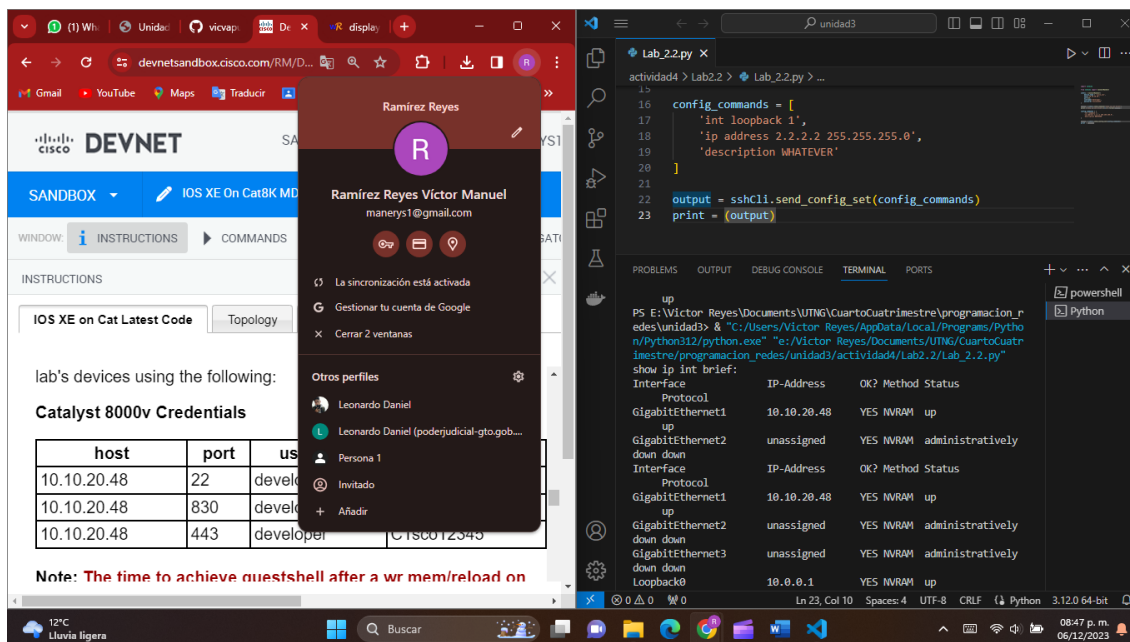 (1) Wh
Unidad
vicvap
De
display
devnetsandbox.cisco.com/RM/D...
R
Gmail
YouTube
Maps
Traducir
»
cisco DEVNET
SA
YS1
SANDBOX
IOS XE On Cat8K MD
WINDOW:
INSTRUCTIONS
COMMANDS
GAT
INSTRUCTIONS
IOS XE on Cat Latest Code
Topology
lab's devices using the following:
Catalyst 8000v Credentials
host port us
10.10.20.48 22 devel
10.10.20.48 830 devel
10.10.20.48 443 developer C1sco12345
Note: The time to achieve guestshell after a wr mem/reload on
Ramírez Reyes
R
Ramírez Reyes Víctor Manuel
manerys1@gmail.com
La sincronización está activada
Gestionar tu cuenta de Google
Cerrar 2 ventanas
Otros perfiles
Leonardo Daniel
L
Leonardo Daniel (poderjudicial-gto.gob....
Persona 1
Invitado
Añadir
unidad3
Lab_2.2.py
actividad4 > Lab2.2 > Lab_2.2.py > ...
15
16 config_commands = [
17 'int loopback 1',
18 'ip address 2.2.2.2 255.255.255.0',
19 'description WHATEVER'
20 ]
21
22 output = sshCli.send_config_set(config_commands)
23 print = (output)
PROBLEMS OUTPUT DEBUG CONSOLE TERMINAL PORTS
powershell
Python
up
PS E:\Victor Reyes\Documents\UTNG\CuartoCuatrimestre\programacion_r
edes\unidad3> & "C:/Users/Victor Reyes/AppData/Local/Programs/Pytho
n/Python312/python.exe" "e:/Victor Reyes/Documents/UTNG/CuartoCuatr
imestre/programacion_redes/unidad3/actividad4/Lab2.2/Lab_2.2.py"
show ip int brief:
Interface IP-Address OK? Method Status
Protocol
GigabitEthernet1 10.10.20.48 YES NVRAM up
up
GigabitEthernet2 unassigned YES NVRAM administratively
down down
Interface IP-Address OK? Method Status
Protocol
GigabitEthernet1 10.10.20.48 YES NVRAM up
up
GigabitEthernet2 unassigned YES NVRAM administratively
down down
GigabitEthernet3 unassigned YES NVRAM administratively
down down
Loopback0 10.0.0.1 YES NVRAM up
0 0 0
Ln 23, Col 10 Spaces: 4 UTF-8 CRLF Python 3.12.0 64-bit
12°C
Lluvia ligera
Buscar
08:47 p. m.
06/12/2023